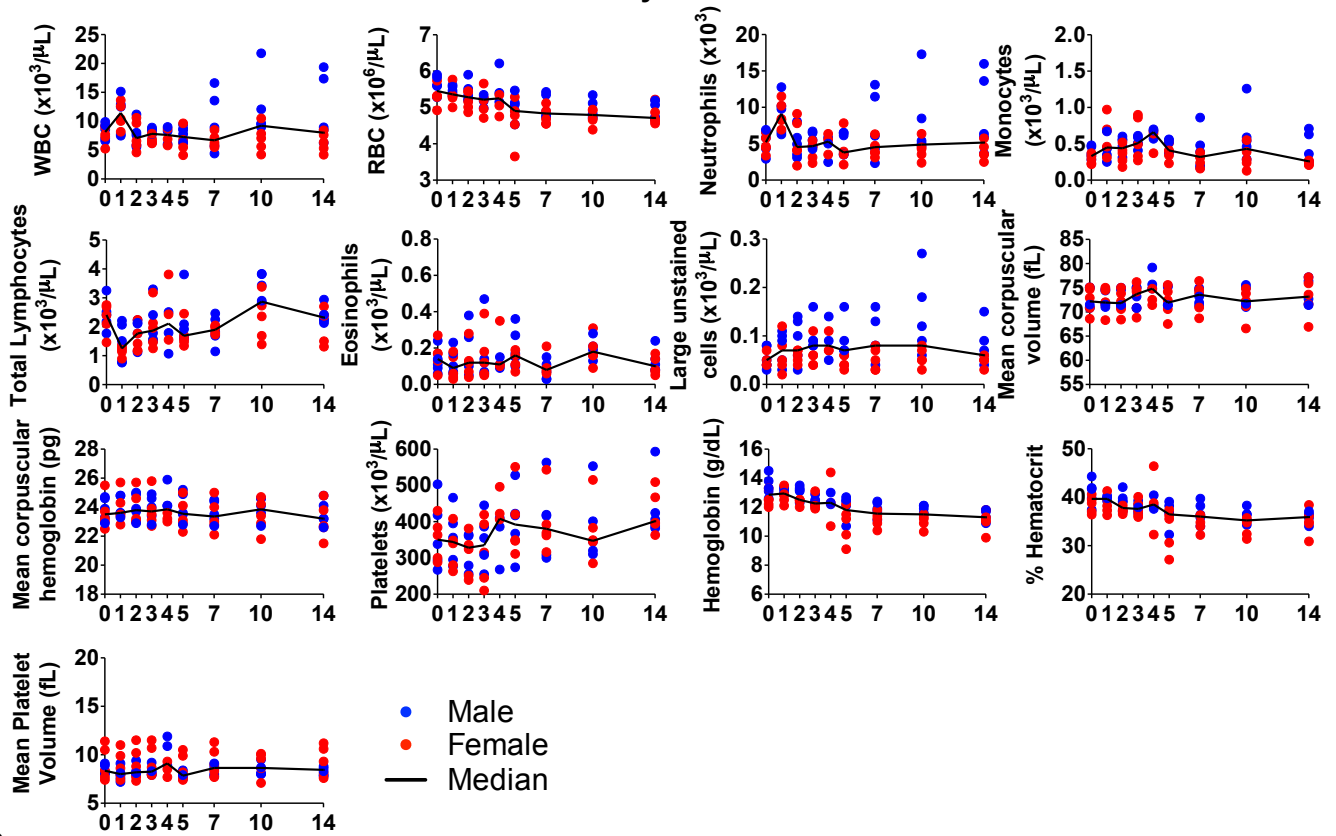 WBC (x10³/μL)
25
20
15
10
5
0
0 1 2 3 4 5 7 10 14
RBC (x10⁶/μL)
7
6
5
4
3
0 1 2 3 4 5 7 10 14
Neutrophils (x10³)
20
15
10
5
0
0 1 2 3 4 5 7 10 14
Monocytes
(x10³/μL)
2.0
1.5
1.0
0.5
0.0
0 1 2 3 4 5 7 10 14
Total Lymphocytes
(x10³/μL)
5
4
3
2
1
0
0 1 2 3 4 5 7 10 14
Eosinophils
(x10³/μL)
0.8
0.6
0.4
0.2
0.0
0 1 2 3 4 5 7 10 14
Large unstained
cells (x10³/μL)
0.3
0.2
0.1
0.0
0 1 2 3 4 5 7 10 14
Mean corpuscular
volume (fL)
85
80
75
70
65
60
55
0 1 2 3 4 5 7 10 14
Mean corpuscular
hemoglobin (pg)
28
26
24
22
20
18
0 1 2 3 4 5 7 10 14
Platelets (x10³/μL)
600
500
400
300
200
0 1 2 3 4 5 7 10 14
Hemoglobin (g/dL)
16
14
12
10
8
6
0 1 2 3 4 5 7 10 14
% Hematocrit
50
40
30
20
0 1 2 3 4 5 7 10 14
Mean Platelet
Volume (fL)
20
15
10
5
0 1 2 3 4 5 7 10 14
Male
Female
Median